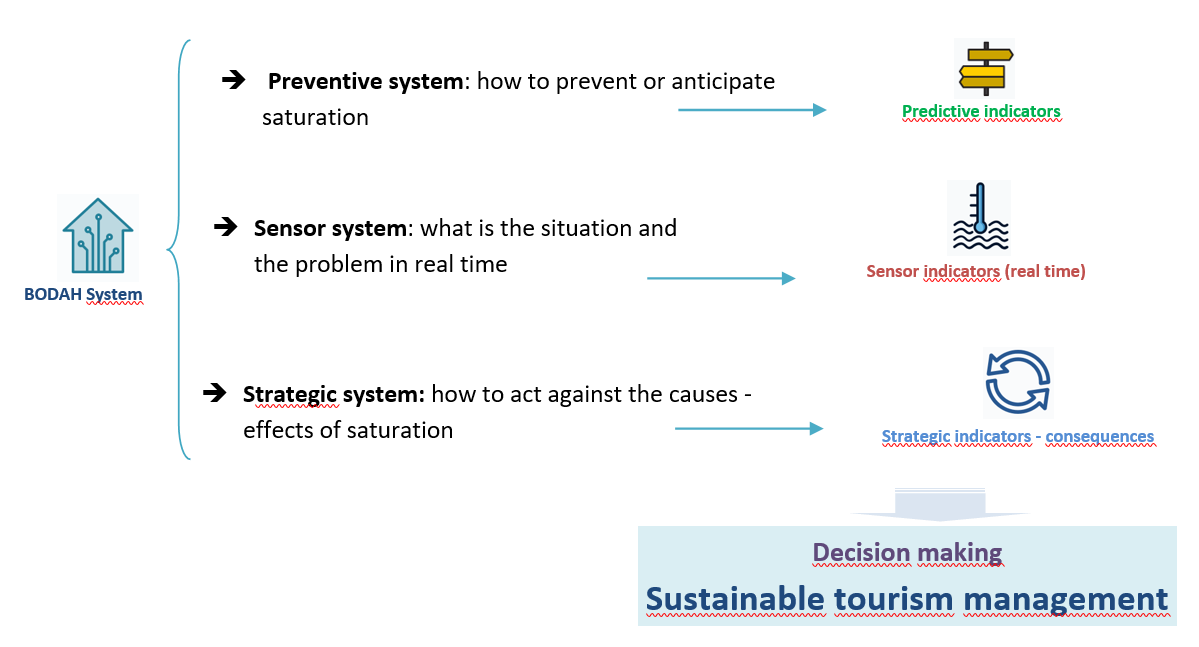 Preventive system: how to prevent or anticipate
saturation
Predictive indicators
Sensor system: what is the situation and
the problem in real time
Sensor indicators (real time)
BODAH System
Strategic system: how to act against the causes -
effects of saturation
Strategic indicators - consequences
Decision making
Sustainable tourism management